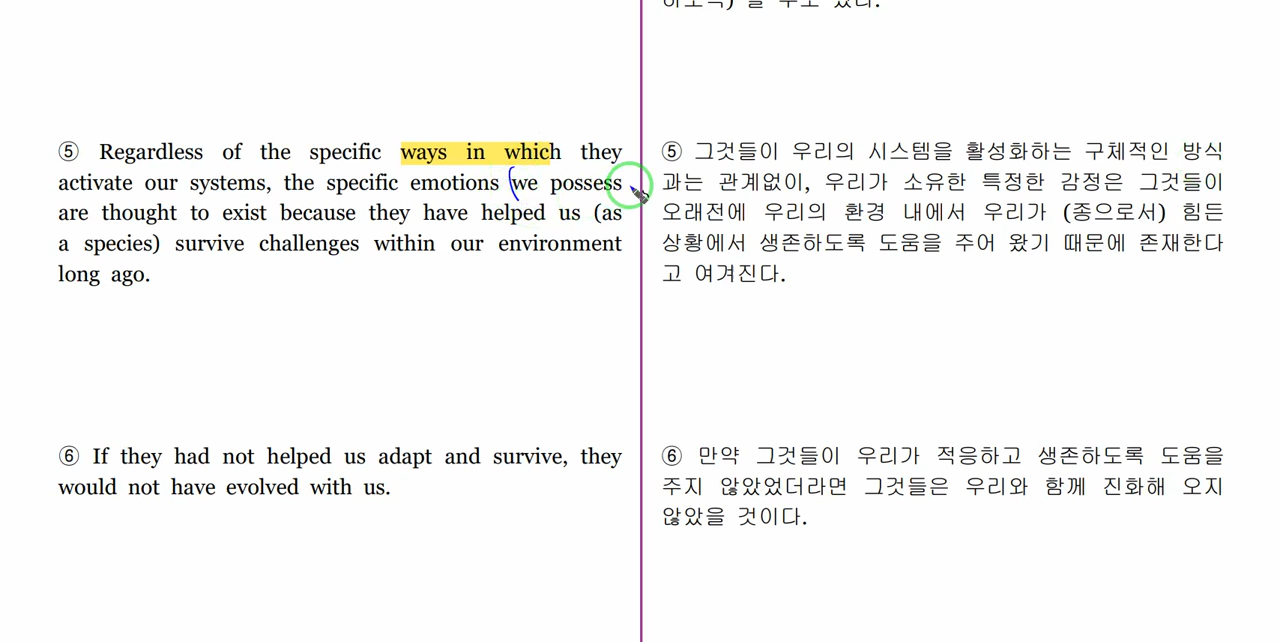 ⑤ Regardless of the specific ways in which they
activate our systems, the specific emotions we possess
are thought to exist because they have helped us (as
a species) survive challenges within our environment
long ago.
⑥ If they had not helped us adapt and survive, they
would not have evolved with us.
⑤ 그것들이 우리의 시스템을 활성화하는 구체적인 방식
과는 관계없이, 우리가 소유한 특정한 감정은 그것들이
오래전에 우리의 환경 내에서 우리가 (종으로서) 힘든
상황에서 생존하도록 도움을 주어 왔기 때문에 존재한다
고 여겨진다.
⑥ 만약 그것들이 우리가 적응하고 생존하도록 도움을
주지 않았었더라면 그것들은 우리와 함께 진화해 오지
않았을 것이다.